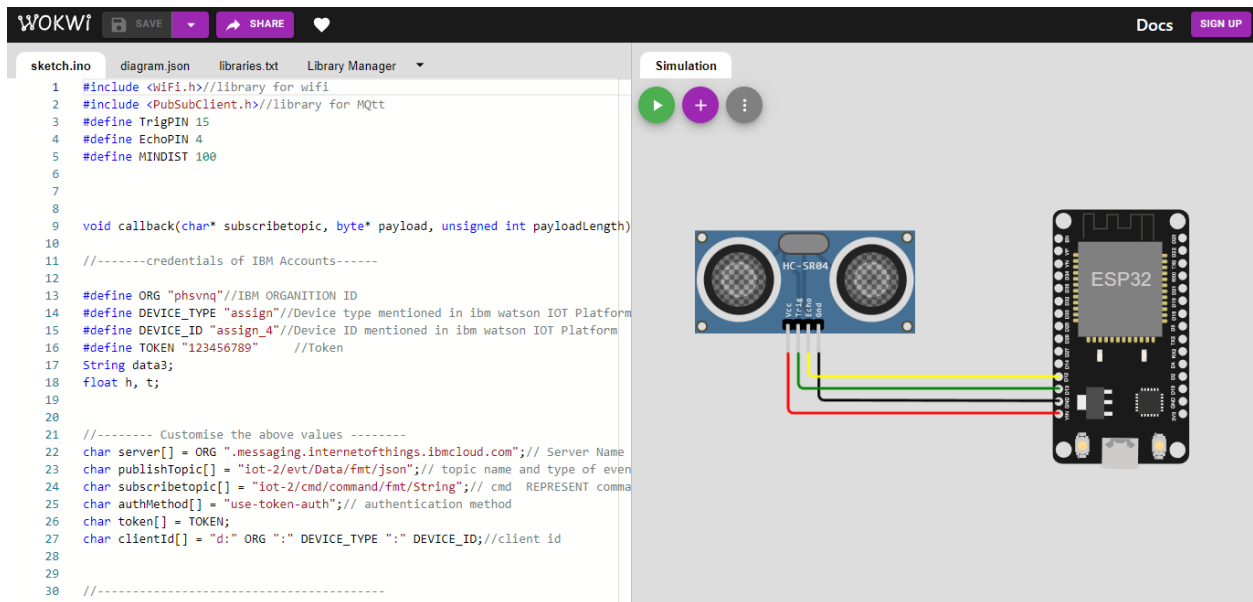 WOKWi SAVE SHARE Docs SIGN UP
sketch.ino diagram.json libraries.txt Library Manager Simulation
1 #include <WiFi.h>//library for wifi
2 #include <PubSubClient.h>//library for MQtt
3 #define TrigPIN 15
4 #define EchoPIN 4
5 #define MINDIST 100
6
7
8
9 void callback(char* subscribetopic, byte* payload, unsigned int payloadLength)
10
11 //-------credentials of IBM Accounts------
12
13 #define ORG "phsvnq"//IBM ORGANITION ID
14 #define DEVICE_TYPE "assign"//Device type mentioned in ibm watson IOT Platform
15 #define DEVICE_ID "assign_4"//Device ID mentioned in ibm watson IOT Platform
16 #define TOKEN "123456789" //Token
17 String data3;
18 float h, t;
19
20
21 //-------- Customise the above values --------
22 char server[] = ORG ".messaging.internetofthings.ibmcloud.com";// Server Name
23 char publishTopic[] = "iot-2/evt/Data/fmt/json";// topic name and type of even
24 char subscribetopic[] = "iot-2/cmd/command/fmt/String";// cmd REPRESENT comma
25 char authMethod[] = "use-token-auth";// authentication method
26 char token[] = TOKEN;
27 char clientId[] = "d:" ORG ":" DEVICE_TYPE ":" DEVICE_ID;//client id
28
29
30 //-----------------------------------------
HC-SR04
Vcc
Trig
Echo
Gnd
ESP32